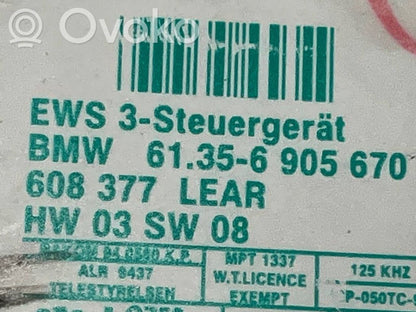 Ovoko
EWS 3-Steuergerät
BMW 61.35-6 905 670
608 377 LEAR
HW 03 SW 08
MPT 1337
ALR 8437
W.T.LICENCE
125 KHZ
TELESTYRELSEN
EXEMPT